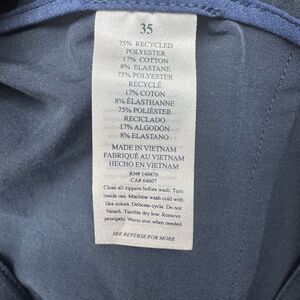 35
75% RECYCLED
POLYESTER
17% COTTON
8% ELASTANE
75% POLYESTER
RECYCLÉ
17% COTON
8% ÉLASTHANNE
75% POLIÉSTER
RECICLADO
17% ALGODÓN
8% ELASTANO
MADE IN VIETNAM
FABRIQUÉ AU VIETNAM
HECHO EN VIETNAM
RN# 140476
CA# 64607
Close all zippers before wash. Turn
inside out. Machine wash cold with
like colors. Delicate cycle. Do not
bleach. Tumble dry low. Remove
promptly. Warm iron when needed.
SEE REVERSE FOR MORE